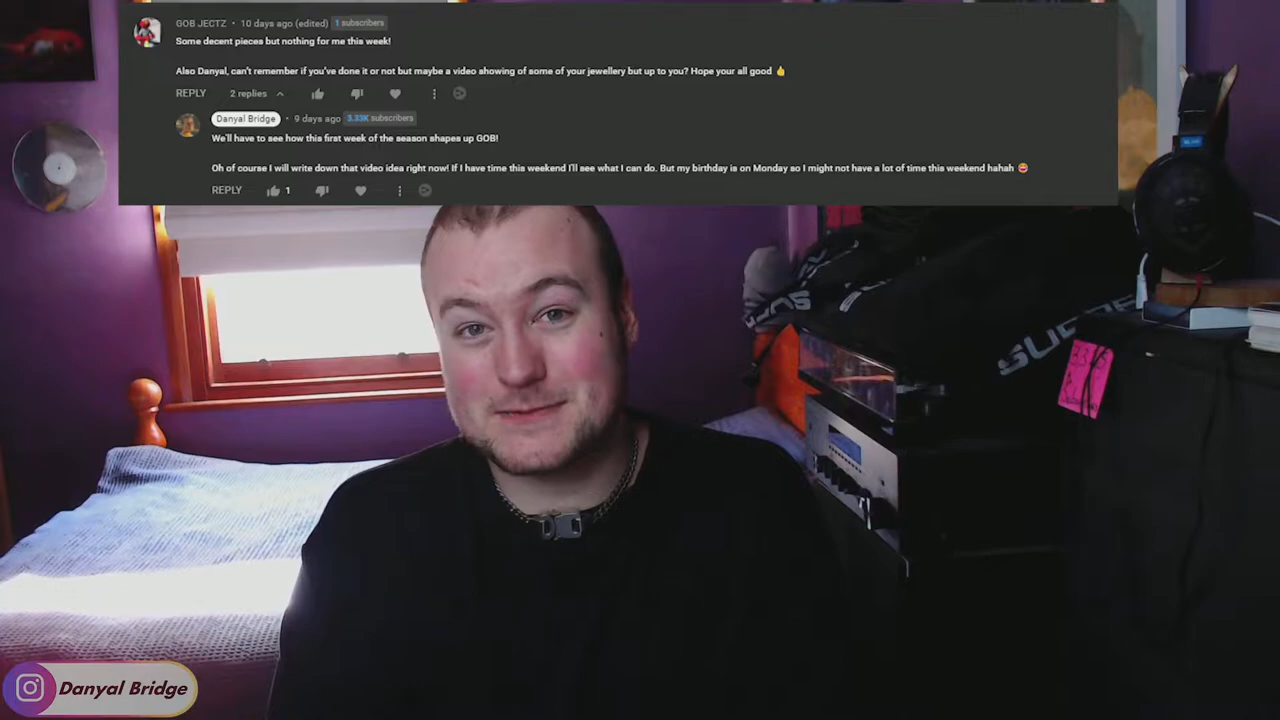 GOB JECTZ • 10 days ago (edited) 1 subscribers
Some decent pieces but nothing for me this week!
Also Danyal, can't remember if you've done it or not but maybe a video showing of some of your jewellery but up to you? Hope your all good 👍
REPLY 2 replies
Danyal Bridge • 9 days ago 3.33K subscribers
We'll have to see how this first week of the season shapes up GOB!
Oh of course I will write down that video idea right now! If I have time this weekend I'll see what I can do. But my birthday is on Monday so I might not have a lot of time this weekend hahah 😍
REPLY 1
Danyal Bridge